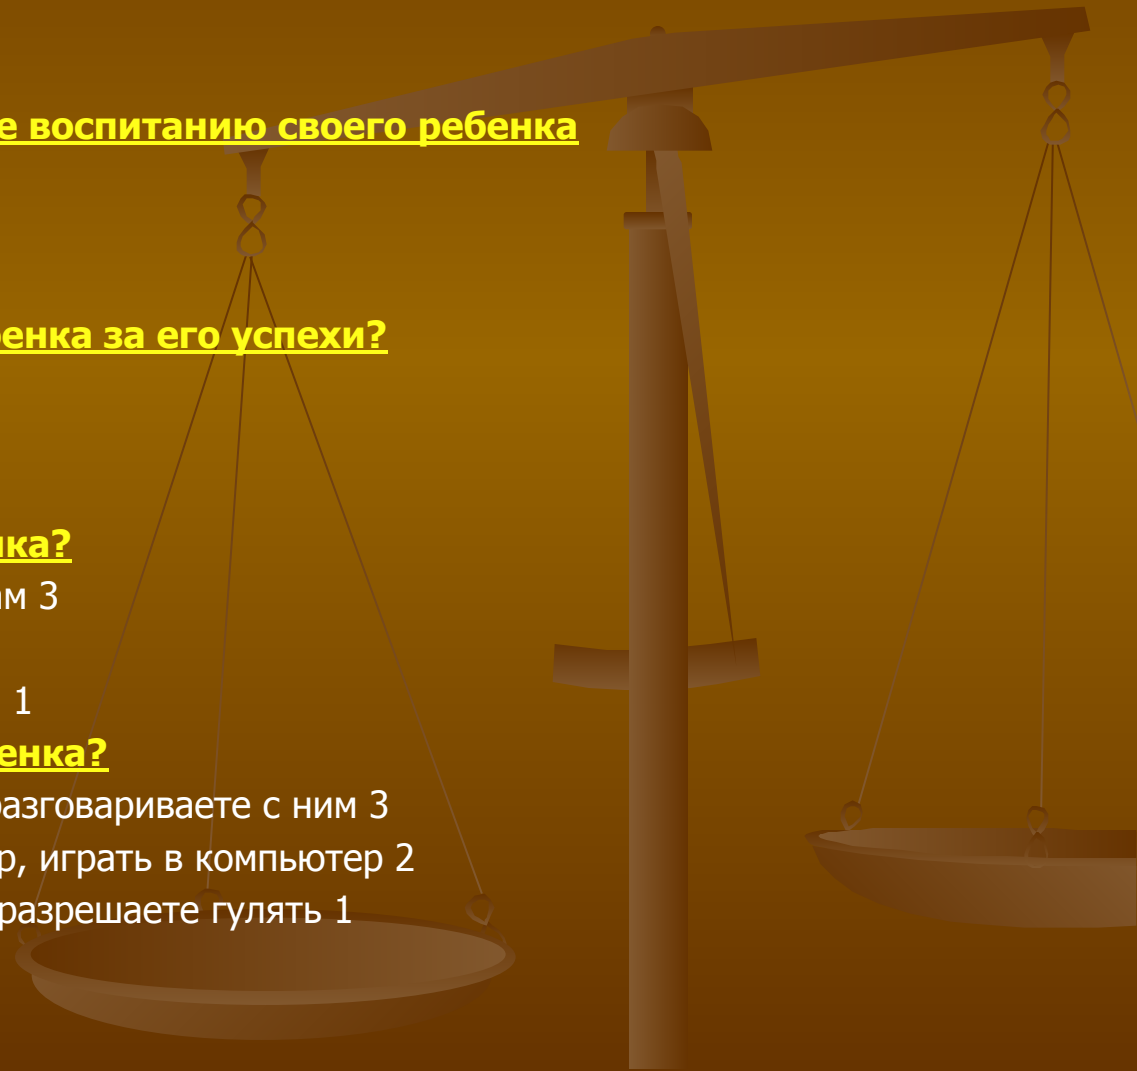 е воспитанию своего ребенка
енка за его успехи?
нка?
ам 3
1
енка?
разговариваете с ним 3
р, играть в компьютер 2
разрешаете гулять 1